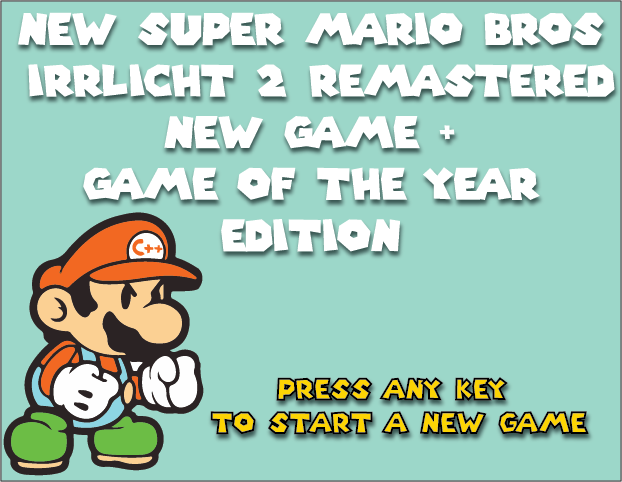 NEW SUPER MARIO BROS
IRRLICHT 2 REMASTERED
NEW GAME +
GAME OF THE YEAR
EDITION
C++
PRESS ANY KEY
TO START A NEW GAME